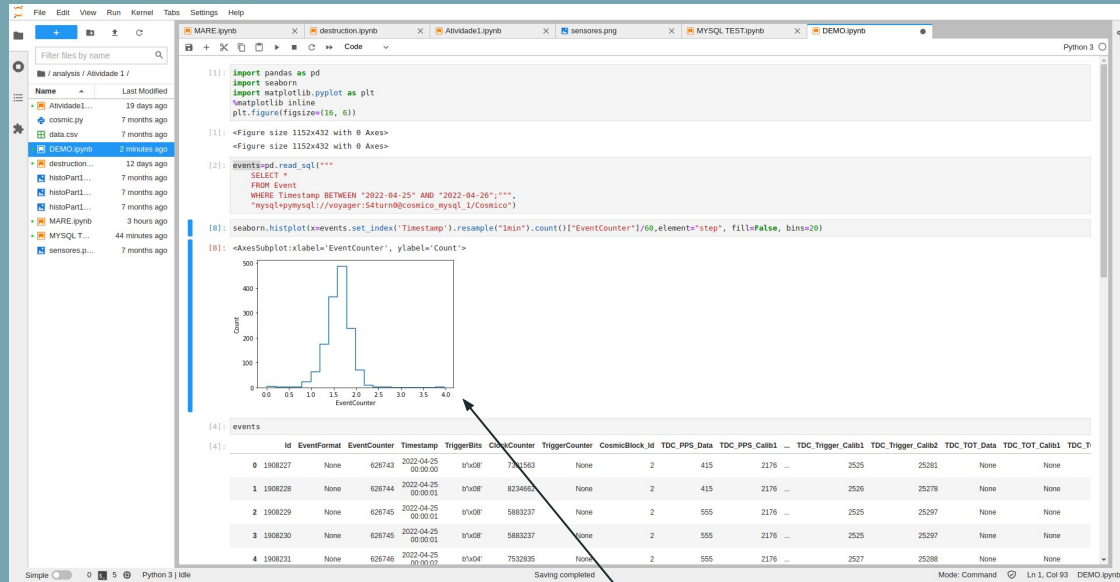 File Edit View Run Kernel Tabs Settings Help
Filter files by name
/ analysis / Atividade 1 /
Name Last Modified
Atividade1... 19 days ago
cosmic.py 7 months ago
data.csv 7 months ago
DEMO.ipynb 2 minutes ago
destruction... 12 days ago
histoPart1... 7 months ago
histoPart1... 7 months ago
histoPart1... 7 months ago
MARE.ipynb 3 hours ago
MYSQL T... 44 minutes ago
sensores.p... 7 months ago
MARE.ipynb destruction.ipynb Atividade1.ipynb sensores.png MYSQL TEST.ipynb DEMO.ipynb
Code Python 3
[1]: import pandas as pd
import seaborn
import matplotlib.pyplot as plt
%matplotlib inline
plt.figure(figsize=(16, 6))
[1]: <Figure size 1152x432 with 0 Axes>
<Figure size 1152x432 with 0 Axes>
[2]: events=pd.read_sql("""
SELECT *
FROM Event
WHERE Timestamp BETWEEN "2022-04-25" AND "2022-04-26";""",
"mysql+pymysql://voyager:S4turn0@cosmico_mysql_1/Cosmico")
[8]: seaborn.histplot(x=events.set_index('Timestamp').resample("1min").count()["EventCounter"]/60,element="step", fill=False, bins=20)
[8]: <AxesSubplot:xlabel='EventCounter', ylabel='Count'>
500
400
300
200
100
0
Count
0.0 0.5 1.0 1.5 2.0 2.5 3.0 3.5 4.0
EventCounter
[4]: events
[4]: Id EventFormat EventCounter Timestamp TriggerBits ClockCounter TriggerCounter CosmicBlock_Id TDC_PPS_Data TDC_PPS_Calib1 ... TDC_Trigger_Calib1 TDC_Trigger_Calib2 TDC_TOT_Data TDC_TOT_Calib1
0 1908227 None 626743 2022-04-25 00:00:00 b'\x08' None 2 415 2176 ... 2525 25281 None None
1 1908228 None 626744 2022-04-25 00:00:01 b'\x08' 8234662 None 2 415 2176 ... 2526 25278 None None
2 1908229 None 626745 2022-04-25 00:00:01 b'\x08' 5883237 None 2 555 2176 ... 2525 25297 None None
3 1908230 None 626745 2022-04-25 00:00:01 b'\x08' 5883237 None 2 555 2176 ... 2525 25297 None None
4 1908231 None 626746 2022-04-25 00:00:02 b'\x04' 7532835 None 2 555 2176 ... 2527 25288 None None
Simple 0 5 Python 3 | Idle Saving completed Mode: Command Ln 1, Col 93 DEMO.ipynb